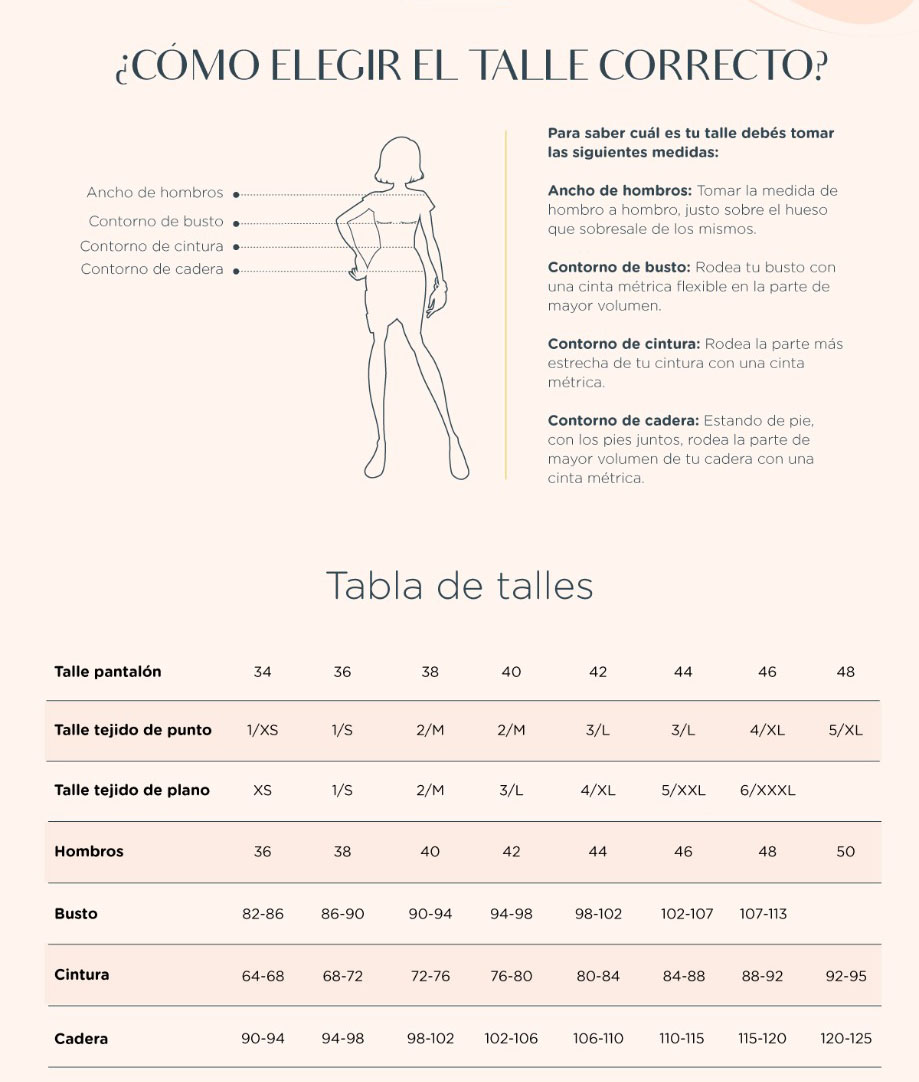 ¿CÓMO ELEGIR EL TALLE CORRECTO?
Ancho de hombros
Contorno de busto
Contorno de cintura
Contorno de cadera
Para saber cuál es tu talle debés tomar
las siguientes medidas:
Ancho de hombros: Tomar la medida de
hombro a hombro, justo sobre el hueso
que sobresale de los mismos.
Contorno de busto: Rodea tu busto con
una cinta métrica flexible en la parte de
mayor volumen.
Contorno de cintura: Rodea la parte más
estrecha de tu cintura con una cinta
métrica.
Contorno de cadera: Estando de pie,
con los pies juntos, rodea la parte de
mayor volumen de tu cadera con una
cinta métrica.
Tabla de talles
Talle pantalón 34 36 38 40 42 44 46 48
Talle tejido de punto 1/XS 1/S 2/M 2/M 3/L 3/L 4/XL 5/XL
Talle tejido de plano XS 1/S 2/M 3/L 4/XL 5/XXL 6/XXXL
Hombros 36 38 40 42 44 46 48 50
Busto 82-86 86-90 90-94 94-98 98-102 102-107 107-113
Cintura 64-68 68-72 72-76 76-80 80-84 84-88 88-92 92-95
Cadera 90-94 94-98 98-102 102-106 106-110 110-115 115-120 120-125